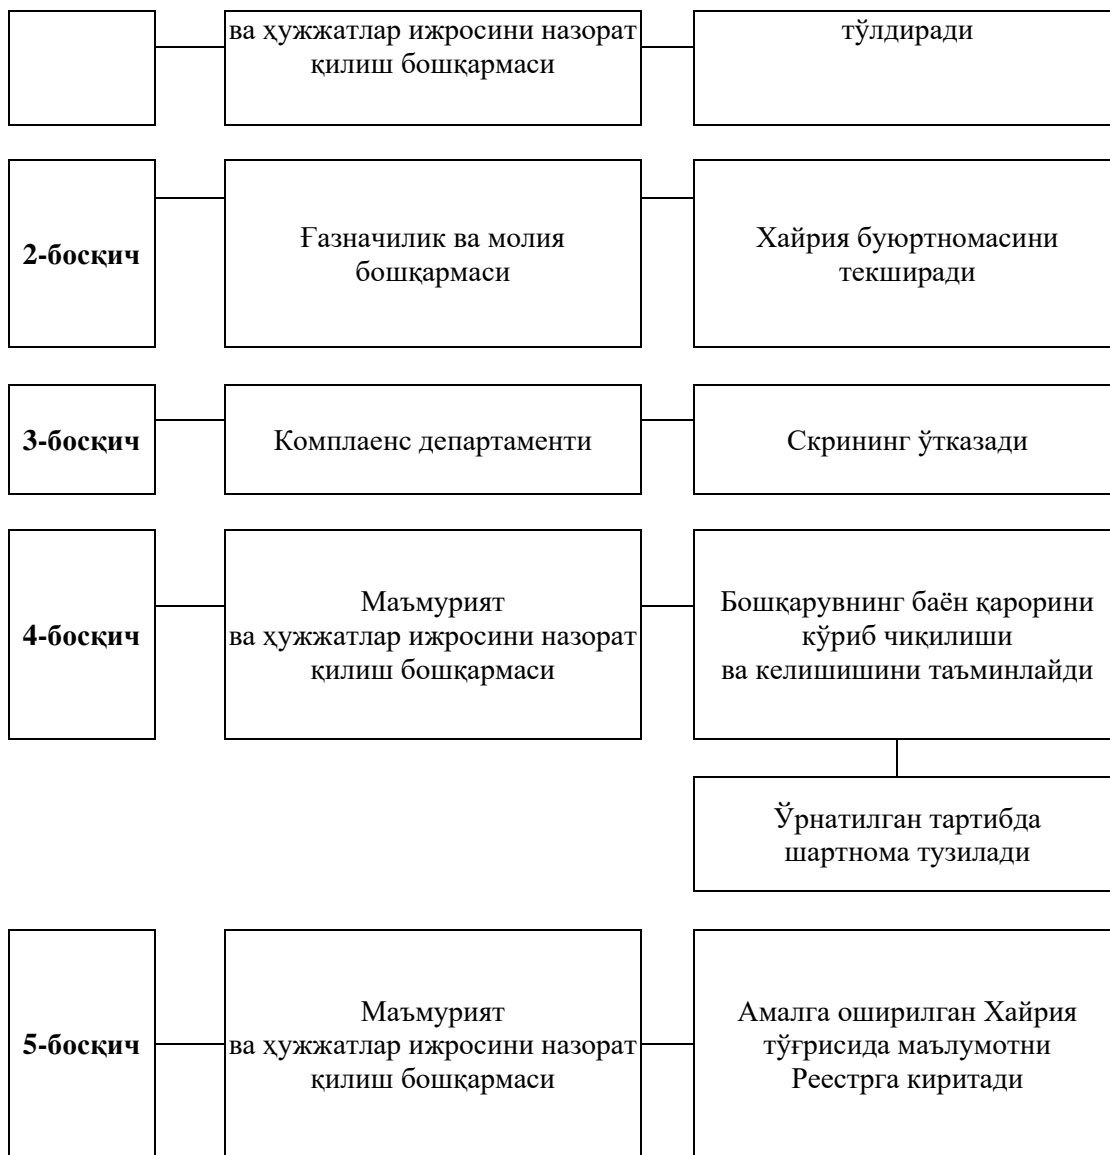 ва ҳужжатлар ижросини назорат
қилиш бошқармаси
тўлдиради
2-босқич
Ғазначилик ва молия
бошқармаси
Хайрия буюртномасини
текширади
3-босқич
Комплаенс департаменти
Скрининг ўтказади
4-босқич
Маъмурият
ва ҳужжатлар ижросини назорат
қилиш бошқармаси
Бошқарувнинг баён қарорини
кўриб чиқилиши
ва келишишини таъминлайди
Ўрнатилган тартибда
шартнома тузилади
5-босқич
Маъмурият
ва ҳужжатлар ижросини назорат
қилиш бошқармаси
Амалга оширилган Хайрия
тўғрисида маълумотни
Реестрга киритади